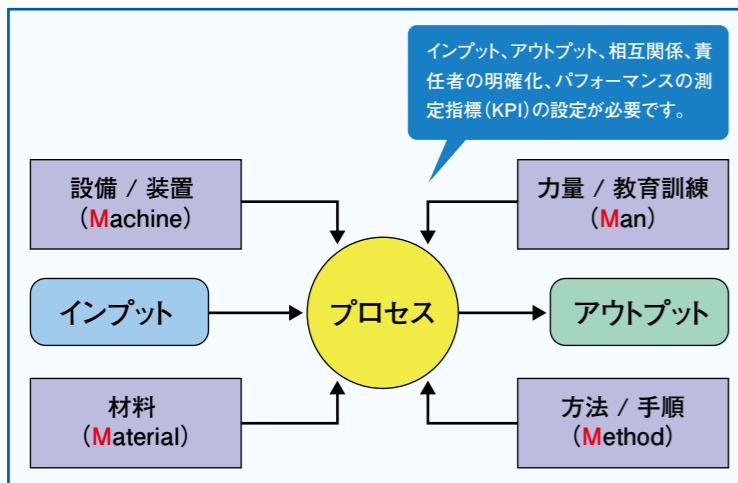 インプット、アウトプット、相互関係、責
任者の明確化、パフォーマンスの測
定指標（KPI）の設定が必要です。
設備 / 装置
（Machine）
力量 / 教育訓練
（Man）
インプット
プロセス
アウトプット
材料
（Material）
方法 / 手順
（Method）